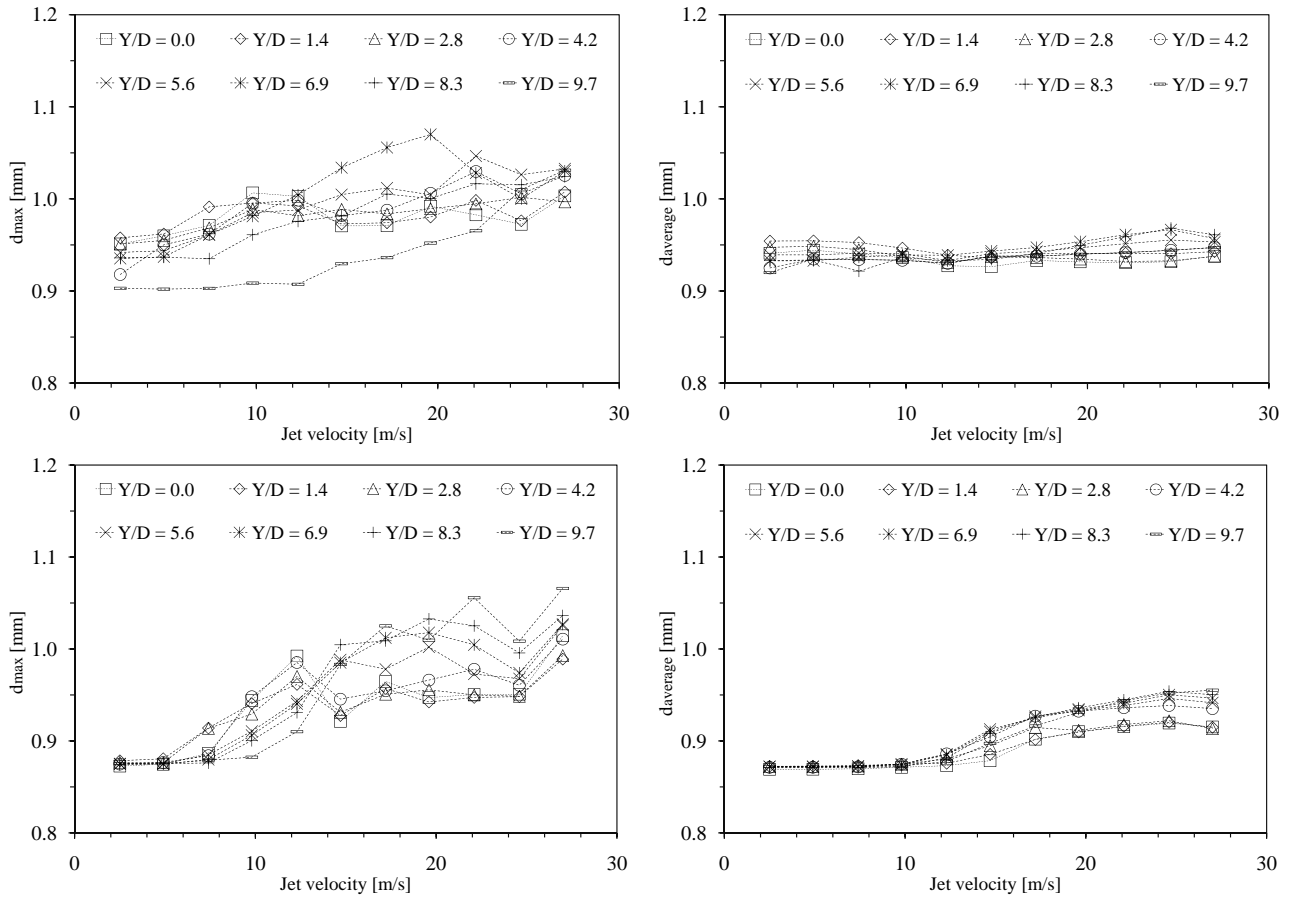 1.2
Y/D = 0.0 Y/D = 1.4 Y/D = 2.8 Y/D = 4.2
Y/D = 5.6 Y/D = 6.9 Y/D = 8.3 Y/D = 9.7
1.1
1.0
0.9
0.8
dmax [mm]
0 10 20 30
Jet velocity [m/s]
1.2
Y/D = 0.0 Y/D = 1.4 Y/D = 2.8 Y/D = 4.2
Y/D = 5.6 Y/D = 6.9 Y/D = 8.3 Y/D = 9.7
1.1
1.0
0.9
0.8
daverage [mm]
0 10 20 30
Jet velocity [m/s]
1.2
Y/D = 0.0 Y/D = 1.4 Y/D = 2.8 Y/D = 4.2
Y/D = 5.6 Y/D = 6.9 Y/D = 8.3 Y/D = 9.7
1.1
1.0
0.9
0.8
dmax [mm]
0 10 20 30
Jet velocity [m/s]
1.2
Y/D = 0.0 Y/D = 1.4 Y/D = 2.8 Y/D = 4.2
Y/D = 5.6 Y/D = 6.9 Y/D = 8.3 Y/D = 9.7
1.1
1.0
0.9
0.8
daverage [mm]
0 10 20 30
Jet velocity [m/s]